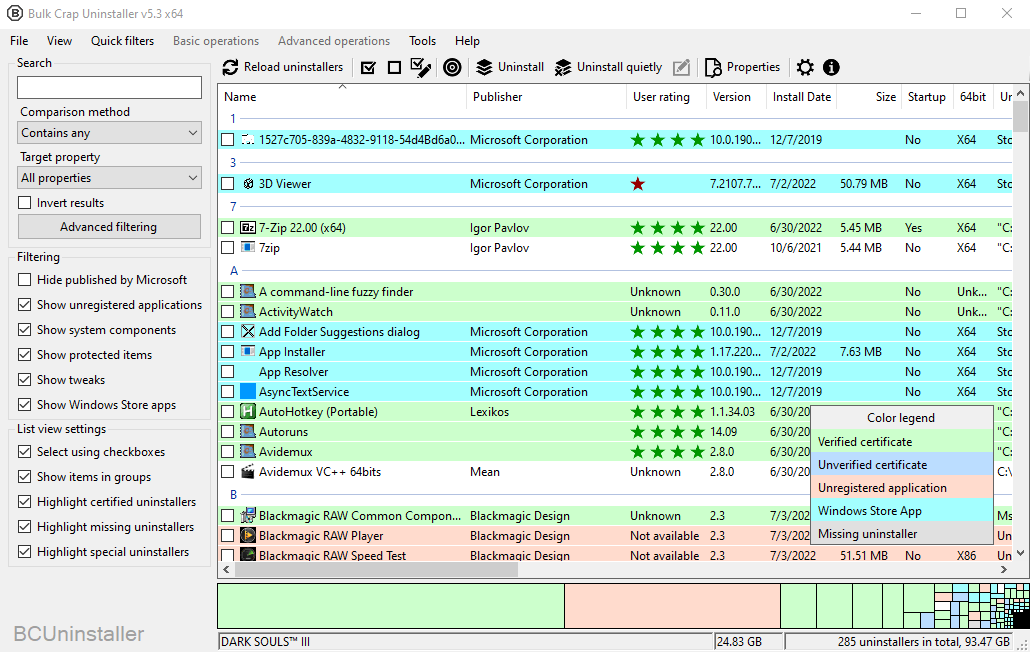 Bulk Crap Uninstaller v5.3 x64
File View Quick filters Basic operations Advanced operations Tools Help
Search
Comparison method
Contains any
Target property
All properties
Invert results
Advanced filtering
Filtering
Hide published by Microsoft
Show unregistered applications
Show system components
Show protected items
Show tweaks
Show Windows Store apps
List view settings
Select using checkboxes
Show items in groups
Highlight certified uninstallers
Highlight missing uninstallers
Highlight special uninstallers
BCUninstaller
Reload uninstallers Uninstall Uninstall quietly Properties
Name Publisher User rating Version Install Date Size Startup 64bit Un
1
1527c705-839a-4832-9118-54d4Bd6a0... Microsoft Corporation 10.0.190... 12/7/2019 No X64 Sto
3
3D Viewer Microsoft Corporation 7.2107.7... 7/2/2022 50.79 MB No X64 Sto
7
7-Zip 22.00 (x64) Igor Pavlov 22.00 6/30/2022 5.45 MB Yes X64 "C:
7zip Igor Pavlov 22.00 10/6/2021 5.44 MB No X64 "C:
A
A command-line fuzzy finder Unknown 0.30.0 6/30/2022 No Unk... "C:
ActivityWatch Unknown 0.11.0 6/30/2022 No Unk... "C:
Add Folder Suggestions dialog Microsoft Corporation 10.0.190... 12/7/2019 No X64 Sto
App Installer Microsoft Corporation 1.17.220... 7/2/2022 7.63 MB No X64 Sto
App Resolver Microsoft Corporation 10.0.190... 12/7/2019 No X64 Sto
AsyncTextService Microsoft Corporation 10.0.190... 12/7/2019 No X64 Sto
AutoHotkey (Portable) Lexikos 1.1.34.03 6/30/20 "C:
Autoruns 14.09 6/30/20 "C:
Avidemux 2.8.0 6/30/20 "C:
Avidemux VC++ 64bits Mean Unknown 2.8.0 6/30/20 C:\
B
Blackmagic RAW Common Compon... Blackmagic Design Unknown 2.3 7/3/202 Ms
Blackmagic RAW Player Blackmagic Design Not available 2.3 7/3/202 Un
Blackmagic RAW Speed Test Blackmagic Design Not available 2.3 7/3/2022 51.51 MB No X86 Un
Color legend
Verified certificate
Unverified certificate
Unregistered application
Windows Store App
Missing uninstaller
DARK SOULS™ III 24.83 GB 285 uninstallers in total, 93.47 GB